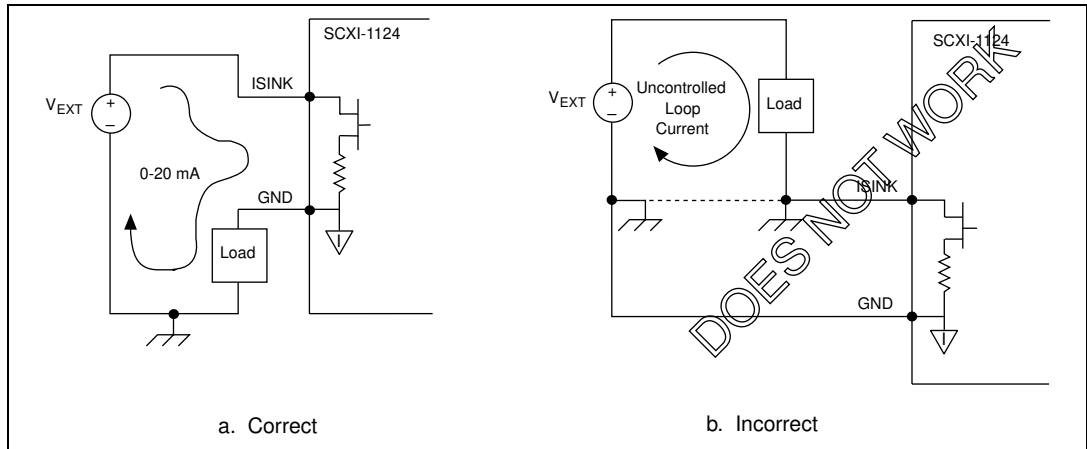 SCXI-1124
ISINK
V_EXT
+
−
0-20 mA
GND
Load
I
a. Correct
SCXI-1124
V_EXT
+
−
Uncontrolled
Loop
Current
Load
ISINK
GND
I
DOES NOT WORK
b. Incorrect